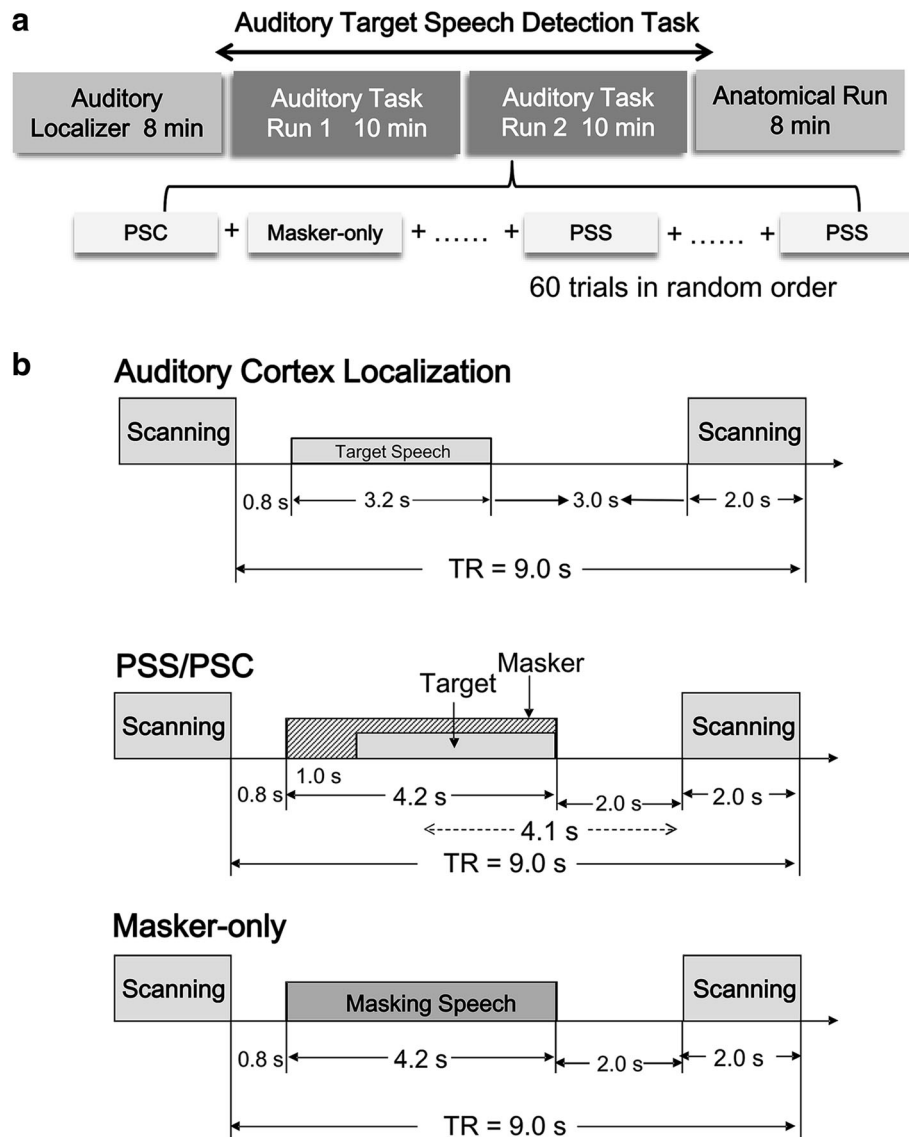 a
Auditory Target Speech Detection Task
Auditory
Localizer 8 min
Auditory Task
Run 1 10 min
Auditory Task
Run 2 10 min
Anatomical Run
8 min
PSC + Masker-only + ...... + PSS + ...... + PSS
60 trials in random order
b
Auditory Cortex Localization
Scanning
Target Speech
Scanning
0.8 s 3.2 s 3.0 s 2.0 s
TR = 9.0 s
PSS/PSC
Masker
Target
Scanning
Scanning
1.0 s
0.8 s 4.2 s 2.0 s 2.0 s
4.1 s
TR = 9.0 s
Masker-only
Scanning
Masking Speech
Scanning
0.8 s 4.2 s 2.0 s 2.0 s
TR = 9.0 s